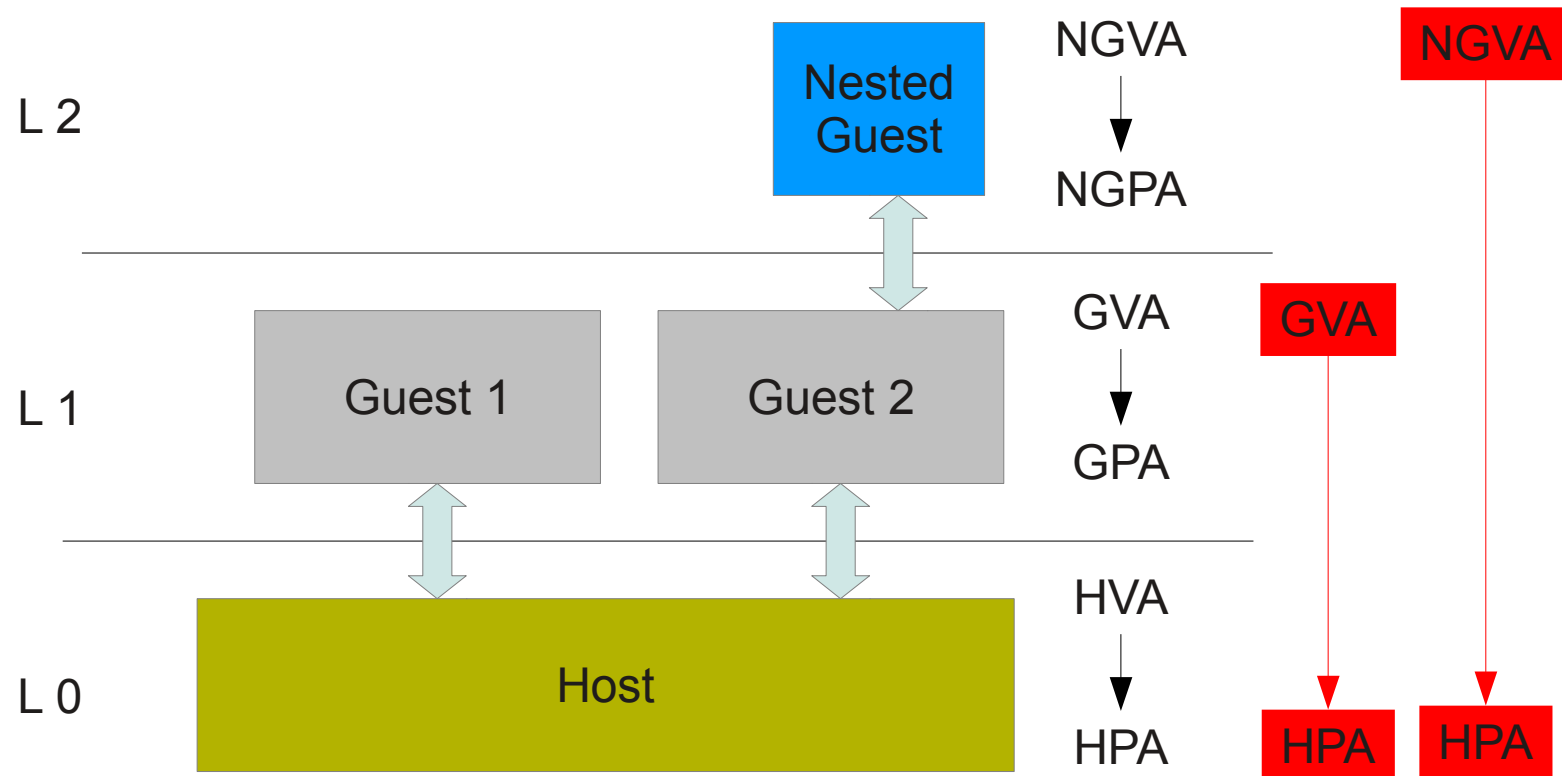 L 2
Nested
Guest
NGVA
NGPA
NGVA
L 1
Guest 1
Guest 2
GVA
GPA
GVA
L 0
Host
HVA
HPA
HPA
HPA